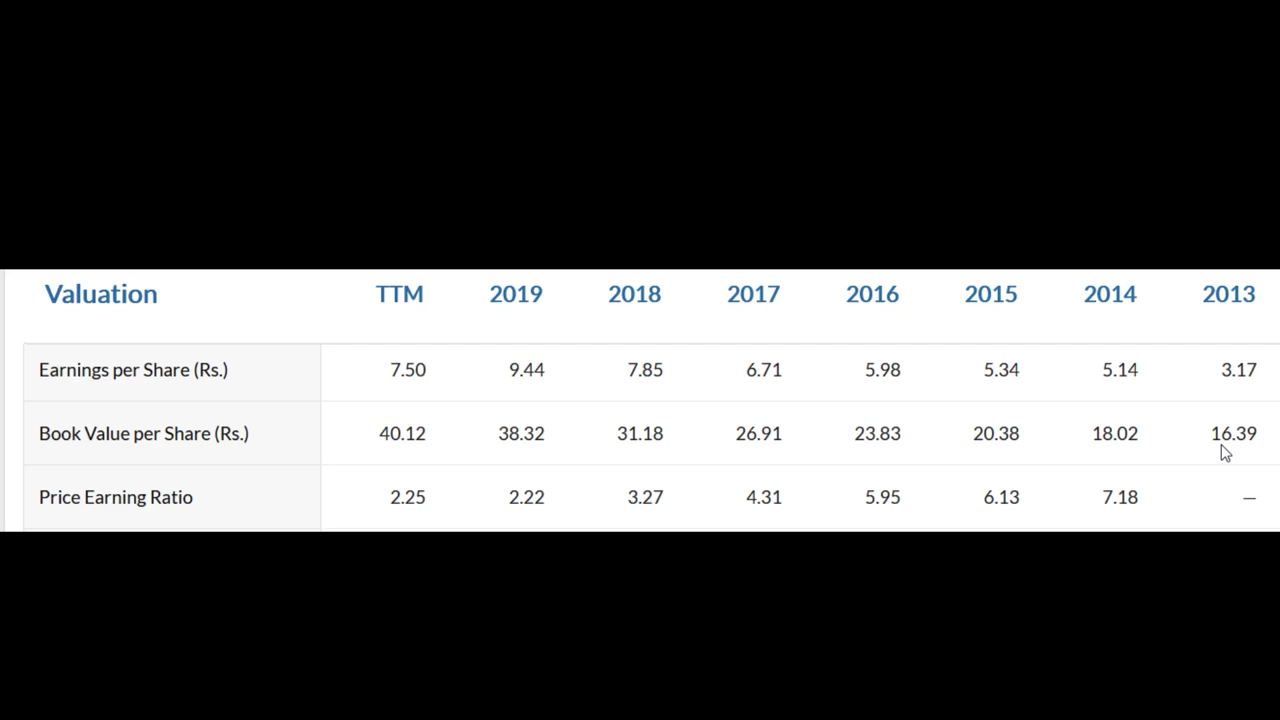 Valuation TTM 2019 2018 2017 2016 2015 2014 2013
Earnings per Share (Rs.) 7.50 9.44 7.85 6.71 5.98 5.34 5.14 3.17
Book Value per Share (Rs.) 40.12 38.32 31.18 26.91 23.83 20.38 18.02 16.39
Price Earning Ratio 2.25 2.22 3.27 4.31 5.95 6.13 7.18 —